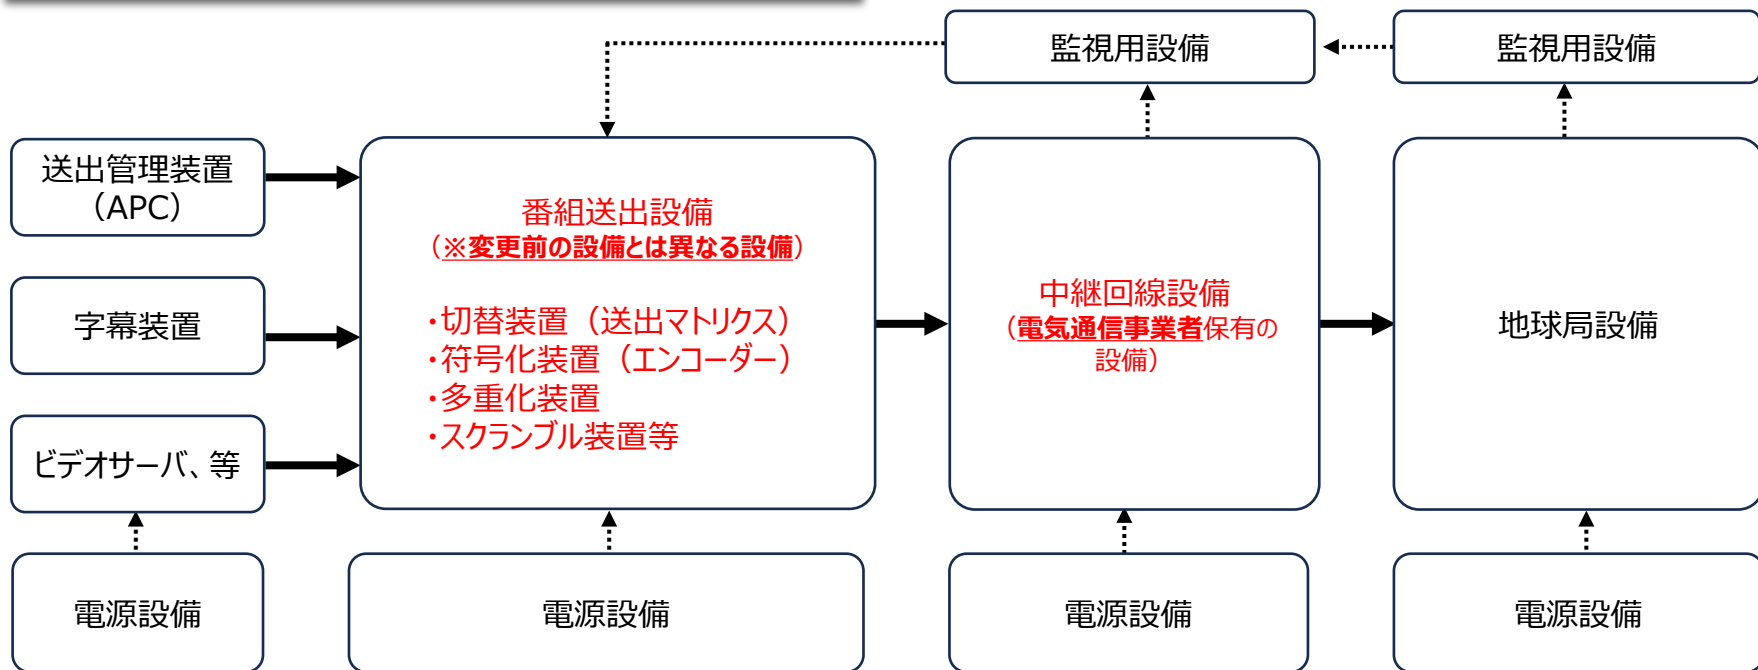 監視用設備
監視用設備
送出管理装置
（APC）
字幕装置
ビデオサーバ、等
番組送出設備
（※変更前の設備とは異なる設備）
・切替装置（送出マトリクス）
・符号化装置（エンコーダー）
・多重化装置
・スクランブル装置等
中継回線設備
（電気通信事業者保有の
設備）
地球局設備
電源設備
電源設備
電源設備
電源設備